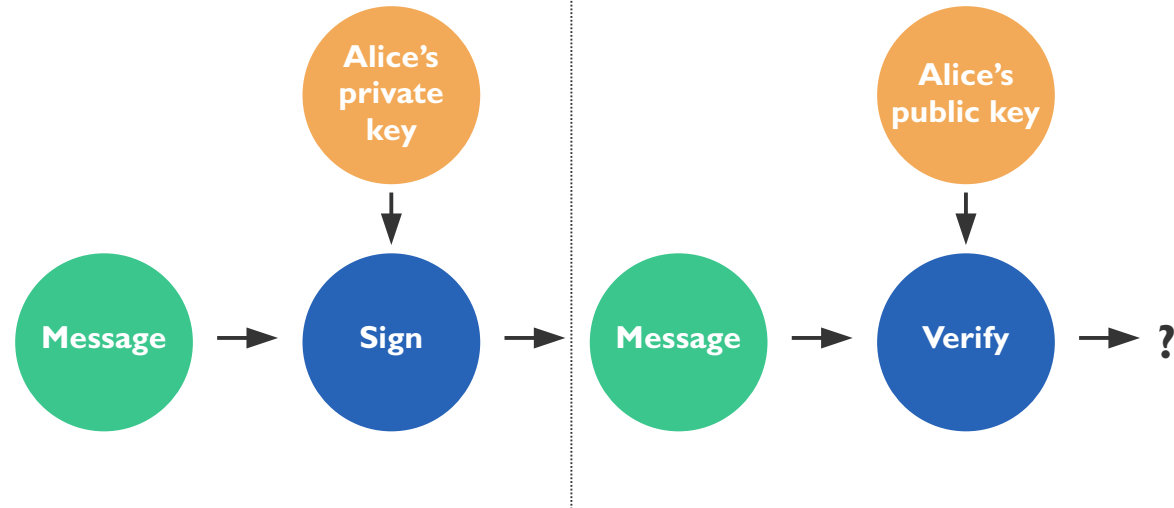 Alice’s
private
key
Alice’s
public key
Message
Sign
Message
Verify
?